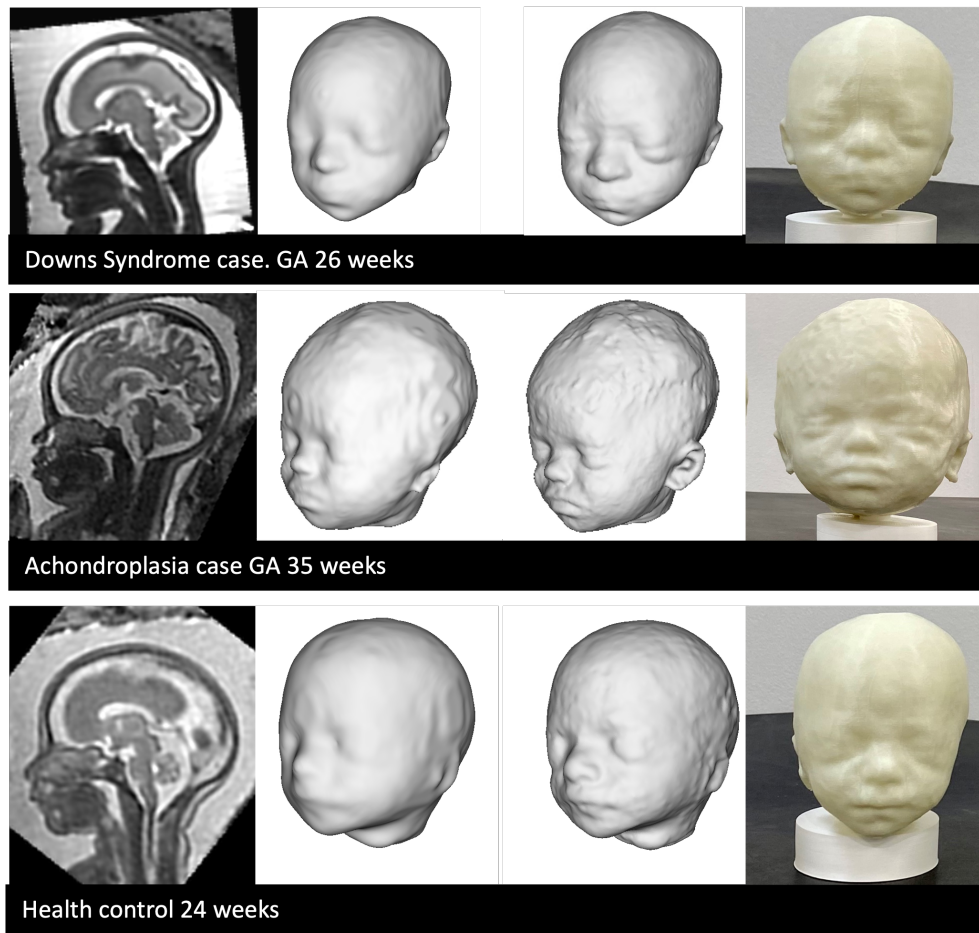 Downs Syndrome case. GA 26 weeks
Achondroplasia case GA 35 weeks
Health control 24 weeks